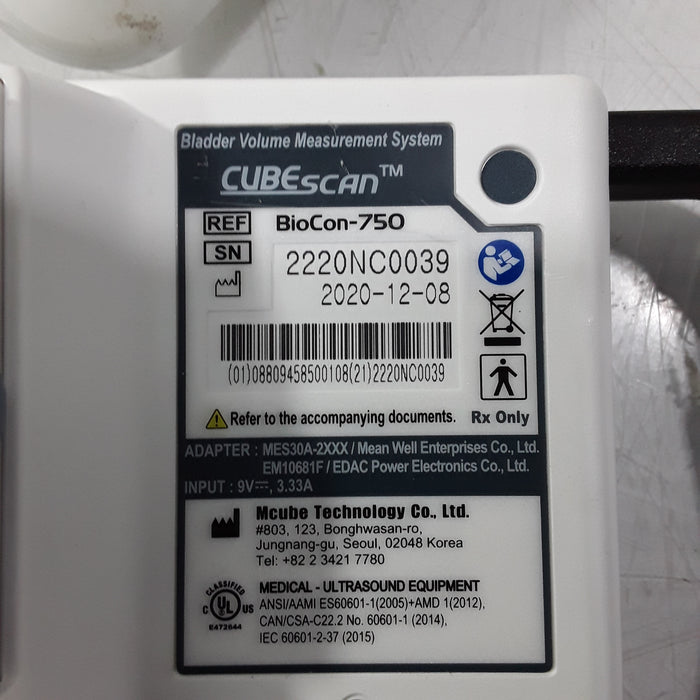 Bladder Volume Measurement System
CUBEscan™
REF BioCon-750
SN 2220NC0039
2020-12-08
(01)08809458500108(21)2220NC0039
Refer to the accompanying documents. Rx Only
ADAPTER : MES30A-2XXX / Mean Well Enterprises Co., Ltd.
EM10681F / EDAC Power Electronics Co., Ltd.
INPUT : 9V⎓, 3.33A
Mcube Technology Co., Ltd.
#803, 123, Bonghwasan-ro,
Jungnang-gu, Seoul, 02048 Korea
Tel: +82 2 3421 7780
CLASSIFIED
C UL US
E472644
MEDICAL - ULTRASOUND EQUIPMENT
ANSI/AAMI ES60601-1(2005)+AMD 1(2012),
CAN/CSA-C22.2 No. 60601-1 (2014),
IEC 60601-2-37 (2015)